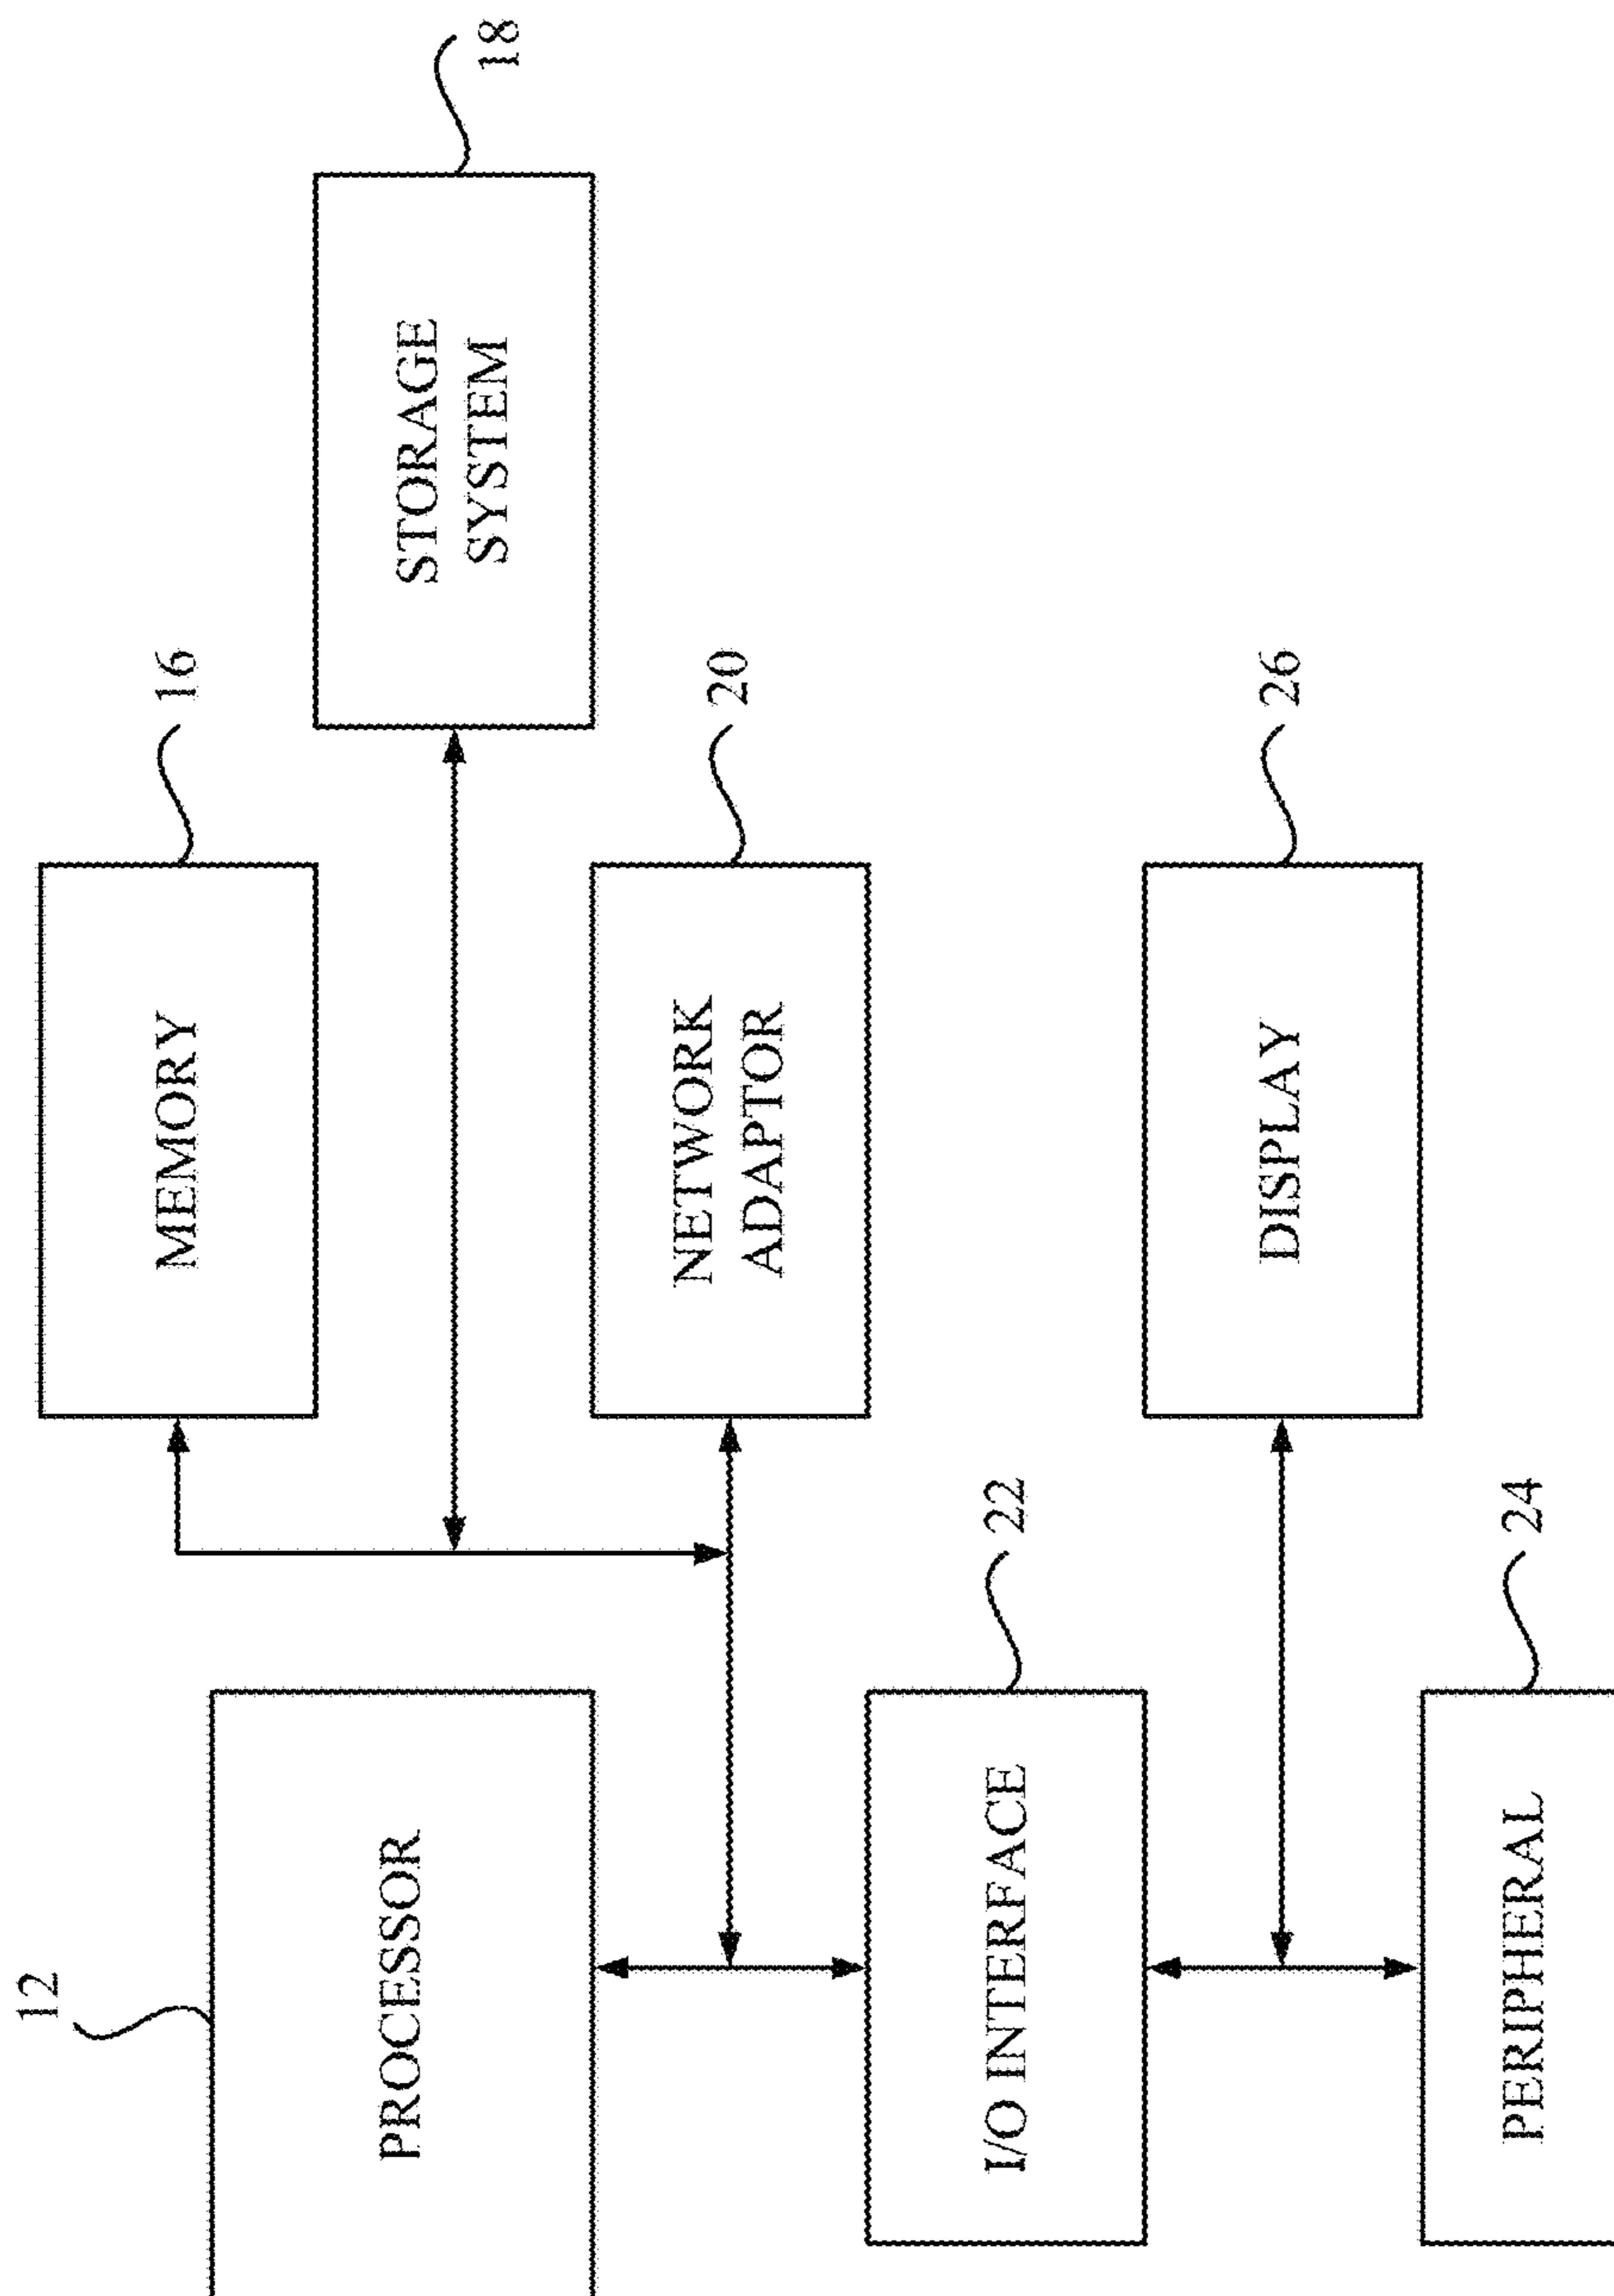 12
PROCESSOR
MEMORY
16
STORAGE
SYSTEM
18
NETWORK
ADAPTOR
20
I/O INTERFACE
22
DISPLAY
26
PERIPHERAL
24